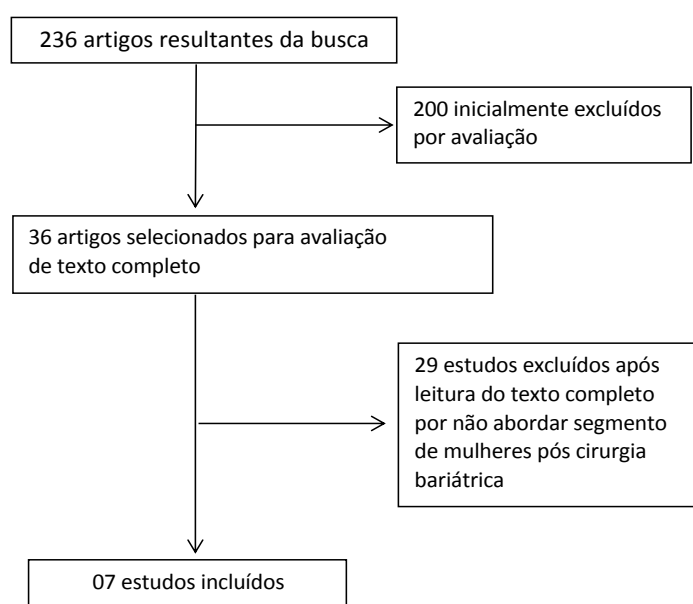 236 artigos resultantes da busca
200 inicialmente excluídos
por avaliação
36 artigos selecionados para avaliação
de texto completo
29 estudos excluídos após
leitura do texto completo
por não abordar segmento
de mulheres pós cirurgia
bariátrica
07 estudos incluídos